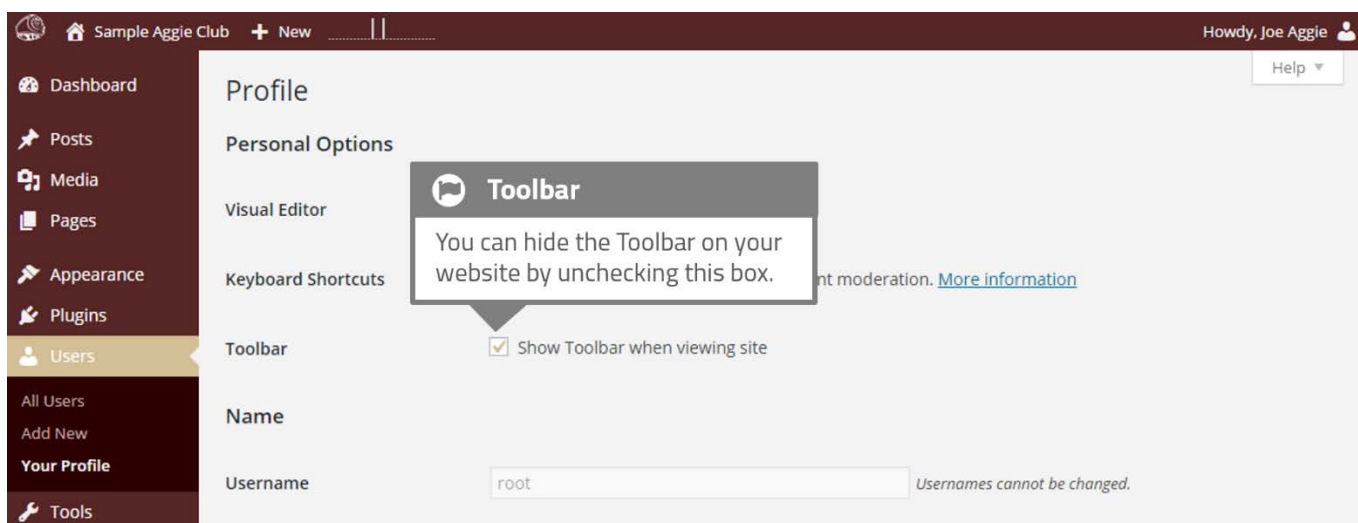 Sample Aggie Club + New
Howdy, Joe Aggie
Help
Dashboard
Posts
Media
Pages
Appearance
Plugins
Users
All Users
Add New
Your Profile
Tools
Profile
Personal Options
Visual Editor
Toolbar
You can hide the Toolbar on your
website by unchecking this box.
Keyboard Shortcuts
moderation. More information
Toolbar
Show Toolbar when viewing site
Name
Username
root
Usernames cannot be changed.